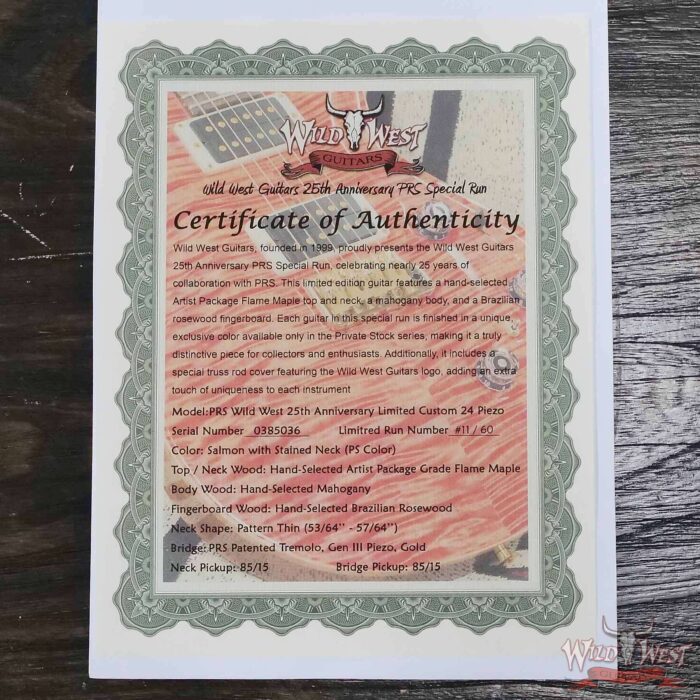 WILD WEST
GUITARS
Wild West Guitars 25th Anniversary PRS Special Run
Certificate of Authenticity
Wild West Guitars, founded in 1999, proudly presents the Wild West Guitars
25th Anniversary PRS Special Run, celebrating nearly 25 years of
collaboration with PRS. This limited edition guitar features a hand-selected
Artist Package Flame Maple top and neck, a mahogany body, and a Brazilian
rosewood fingerboard. Each guitar in this special run is finished in a unique,
exclusive color available only in the Private Stock series, making it a truly
distinctive piece for collectors and enthusiasts. Additionally, it includes a
special truss rod cover featuring the Wild West Guitars logo, adding an extra
touch of uniqueness to each instrument
Model:PRS Wild West 25th Anniversary Limited Custom 24 Piezo
Serial Number 0385036 Limitred Run Number #11/60
Color: Salmon with Stained Neck (PS Color)
Top / Neck Wood: Hand-Selected Artist Package Grade Flame Maple
Body Wood: Hand-Selected Mahogany
Fingerboard Wood: Hand-Selected Brazilian Rosewood
Neck Shape: Pattern Thin (53/64'' - 57/64'')
Bridge:PRS Patented Tremolo, Gen III Piezo, Gold
Neck Pickup: 85/15 Bridge Pickup: 85/15
WILD WEST
GUITARS